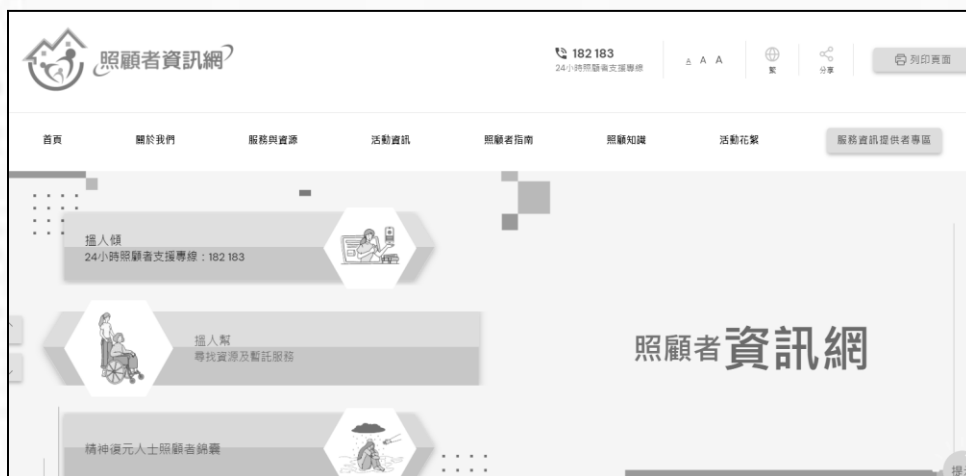 照顧者資訊網
182 183
24小時照顧者支援專線
A A A
繁
分享
列印頁面
首頁
關於我們
服務與資源
活動資訊
照顧者指南
照顧知識
活動花絮
服務資訊提供者專區
搵人傾
24小時照顧者支援專線：182 183
搵人幫
尋找資源及暫託服務
照顧者資訊網
精神復元人士照顧者錦囊